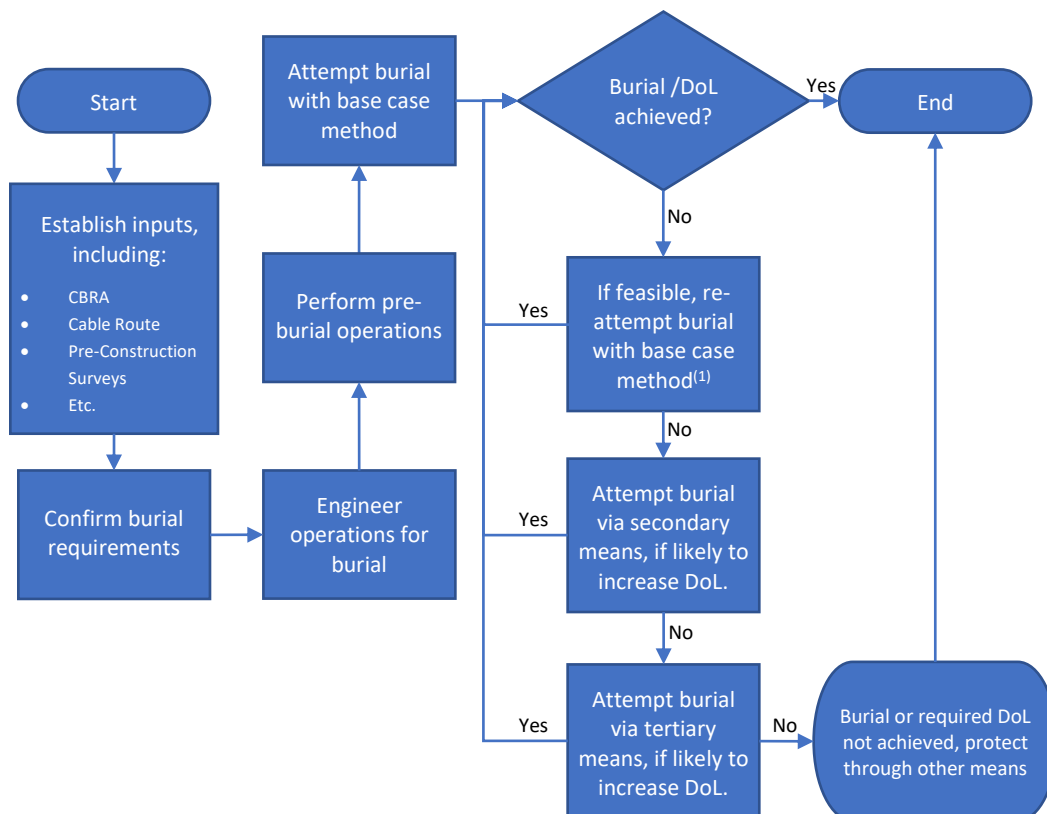 Start
Establish inputs,
including:
• CBRA
• Cable Route
• Pre-Construction
Surveys
• Etc.
Confirm burial
requirements
Engineer
operations for
burial
Perform pre-
burial operations
Attempt burial
with base case
method
Burial /DoL
achieved?
Yes
End
No
If feasible, re-
attempt burial
with base case
method(1)
Yes
No
Attempt burial
via secondary
means, if likely to
increase DoL.
Yes
No
Attempt burial
via tertiary
means, if likely to
increase DoL.
Yes
No
Burial or required DoL
not achieved, protect
through other means